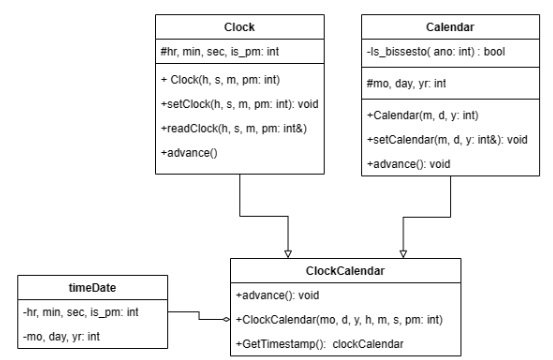 Clock
#hr, min, sec, is_pm: int
+ Clock(h, s, m, pm: int)
+setClock(h, s, m, pm: int): void
+readClock(h, s, m, pm: int&)
+advance()
Calendar
-Is_bissesto( ano: int) : bool
#mo, day, yr: int
+Calendar(m, d, y: int)
+setCalendar(m, d, y: int&): void
+advance(): void
ClockCalendar
+advance(): void
+ClockCalendar(mo, d, y, h, m, s, pm: int)
+GetTimestamp(): clockCalendar
timeDate
-hr, min, sec, is_pm: int
-mo, day, yr: int